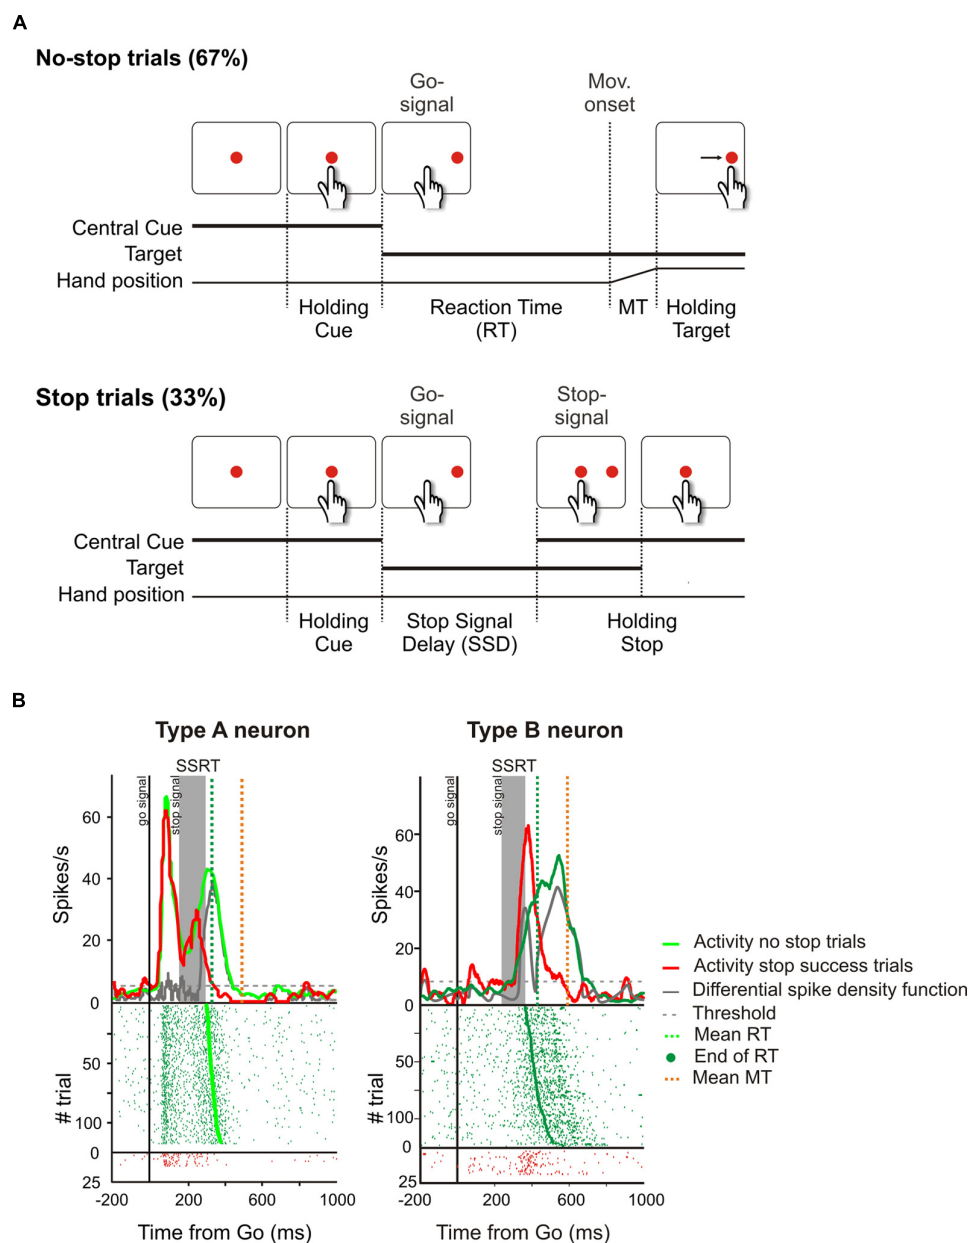 A
No-stop trials (67%)
Go-
signal
Mov.
onset
Central Cue
Target
Hand position
Holding
Cue
Reaction Time
(RT)
MT
Holding
Target
Stop trials (33%)
Go-
signal
Stop-
signal
Central Cue
Target
Hand position
Holding
Cue
Stop Signal
Delay (SSD)
Holding
Stop
B
Type A neuron
SSRT
go signal
stop signal
Spikes/s
60
40
20
0
# trial
50
100
0
25
-200
200
600
1000
Time from Go (ms)
Type B neuron
SSRT
go signal
stop signal
Spikes/s
60
40
20
0
# trial
50
100
0
25
-200
200
600
1000
Time from Go (ms)
Activity no stop trials
Activity stop success trials
Differential spike density function
Threshold
Mean RT
End of RT
Mean MT